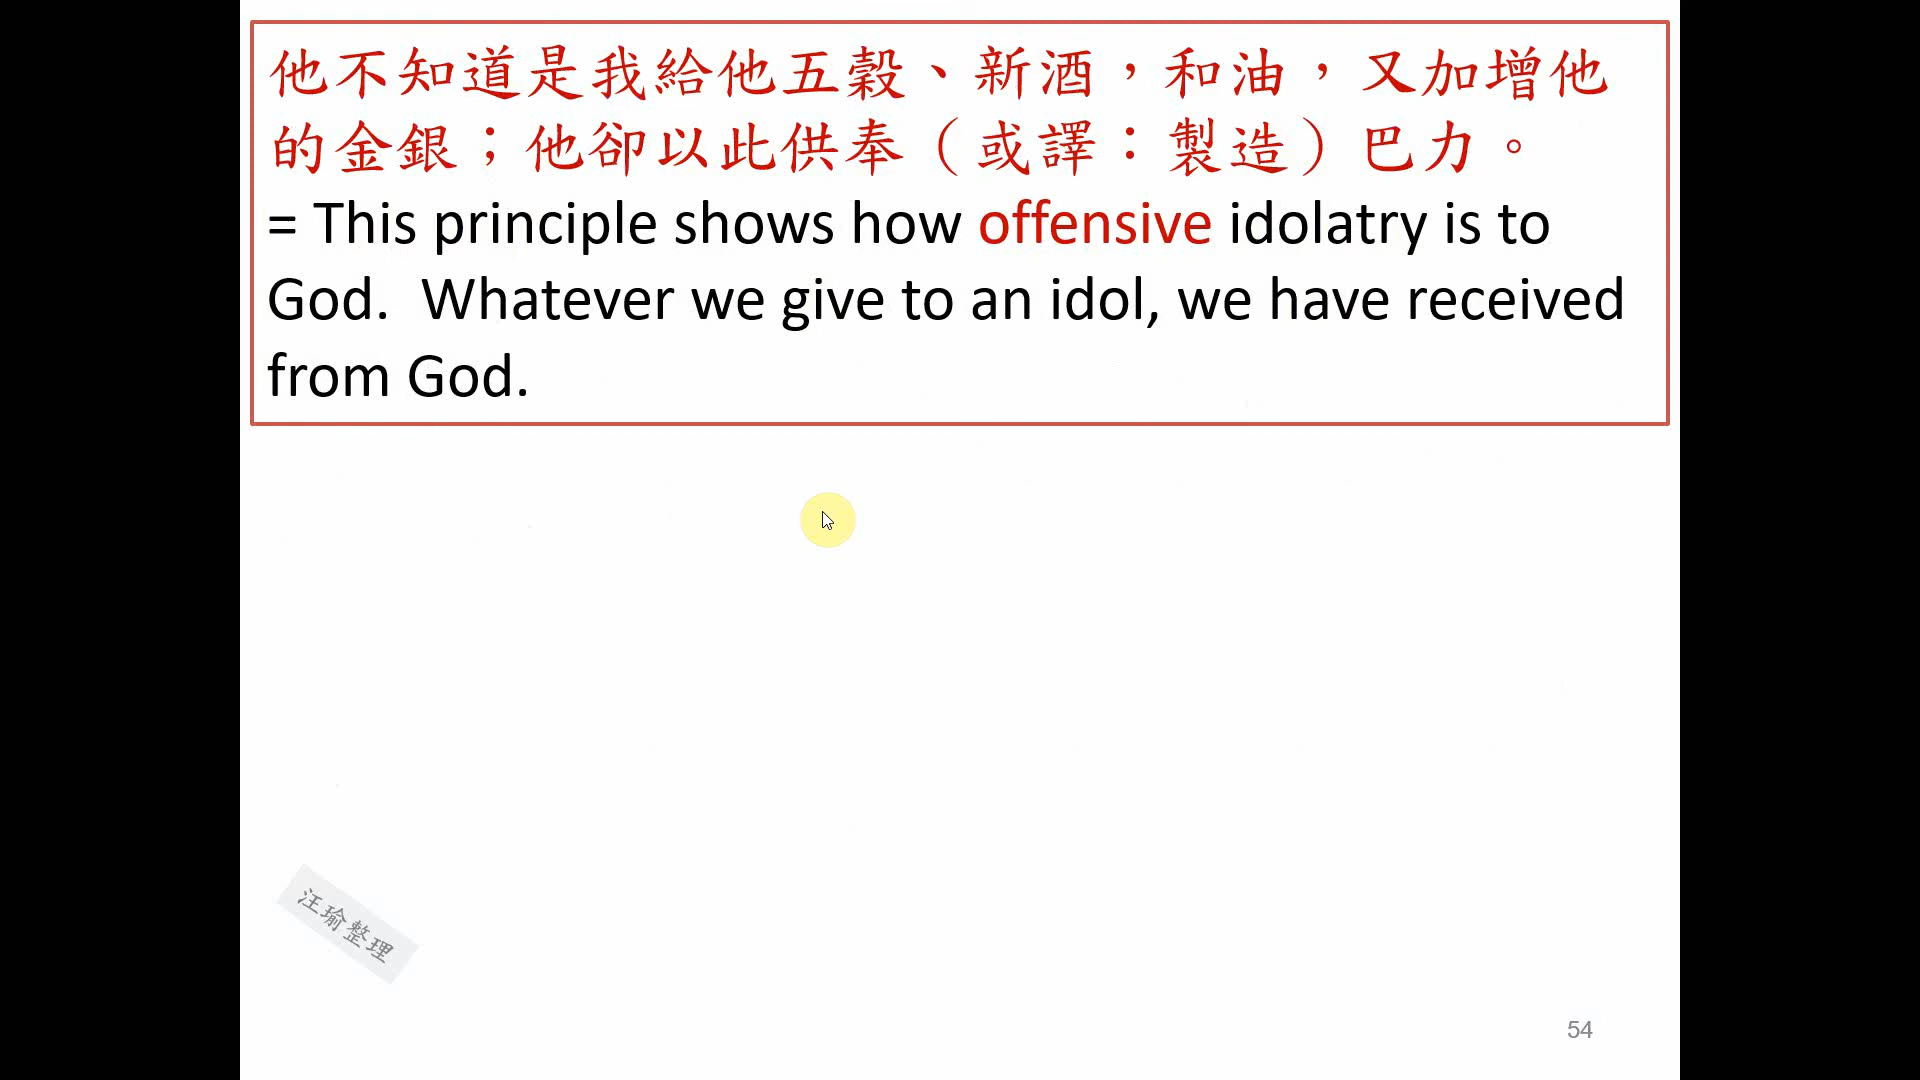 他不知道是我給他五穀、新酒，和油，又加增他
的金銀；他卻以此供奉（或譯：製造）巴力。
= This principle shows how offensive idolatry is to
God.  Whatever we give to an idol, we have received
from God.
汪瑜整理
54